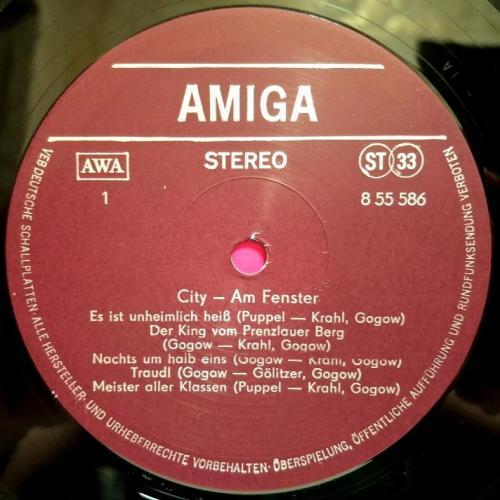 AMIGA
AWA
STEREO
ST 33
1
8 55 586
City – Am Fenster
Es ist unheimlich heiß (Puppel — Krahl, Gogow)
Der King vom Prenzlauer Berg
(Gogow — Krahl, Gogow)
Nachts um halb eins (Gogow — Krahl, Gogow)
Traudl (Gogow — Gölitzer, Gogow)
Meister aller Klassen (Puppel — Krahl, Gogow)
VEB DEUTSCHE SCHALLPLATTEN ALLE HERSTELLER- UND URHEBERRECHTE VORBEHALTEN · ÜBERSPIELUNG, ÖFFENTLICHE AUFFÜHRUNG UND RUNDFUNKSENDUNG VERBOTEN